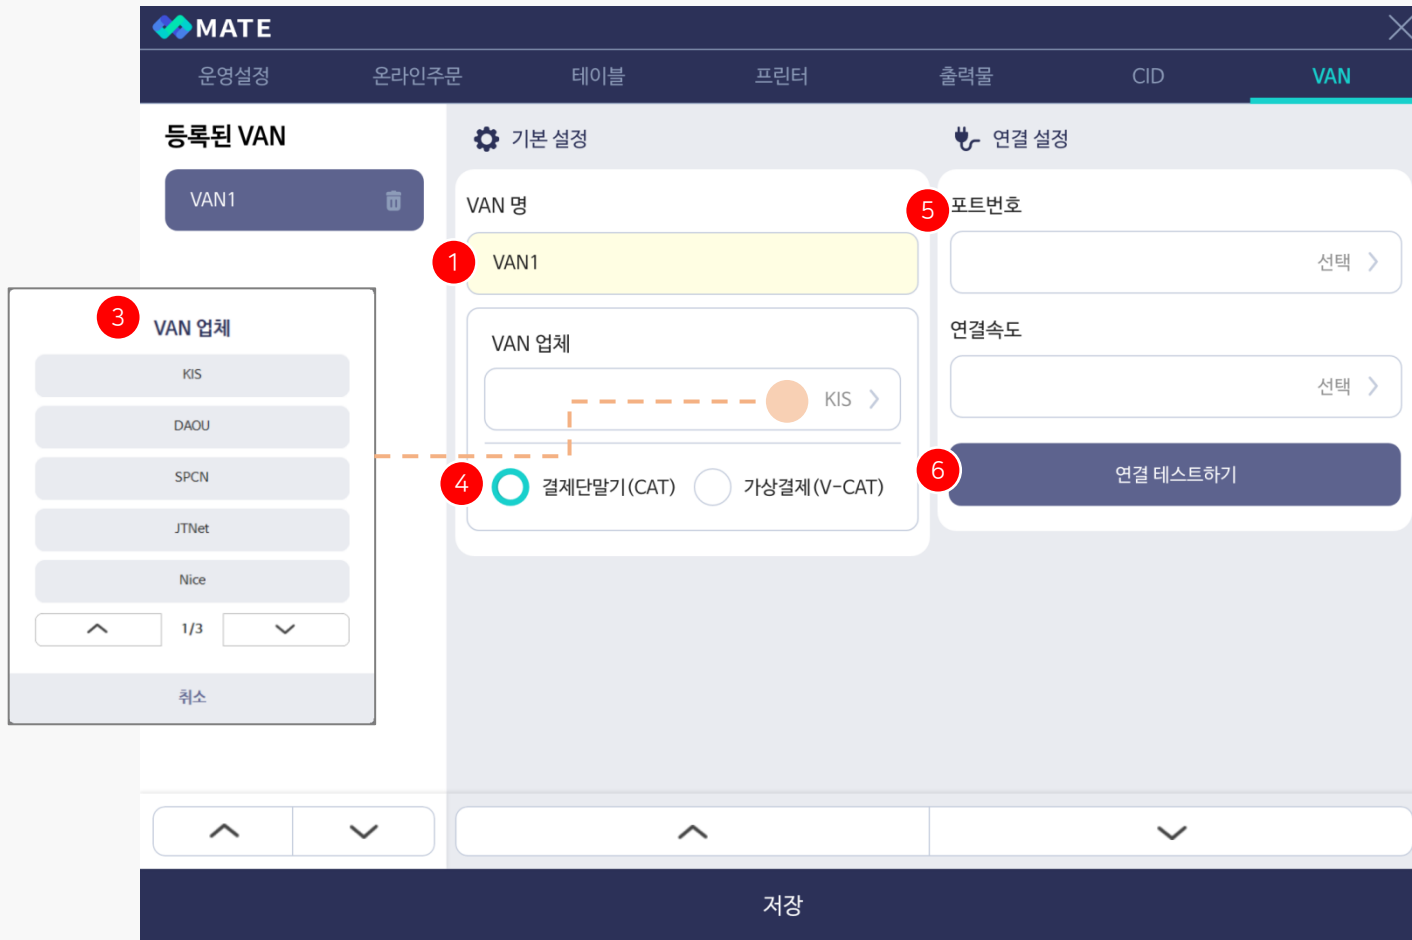 MATE
운영설정
온라인주문
테이블
프린터
출력물
CID
VAN
등록된 VAN
VAN1
기본 설정
VAN 명
1
VAN1
VAN 업체
KIS
4
결제단말기(CAT)
가상결제(V-CAT)
연결 설정
5
포트번호
선택
연결속도
선택
6
연결 테스트하기
3
VAN 업체
KIS
DAOU
SPCN
JTNet
Nice
1/3
취소
저장